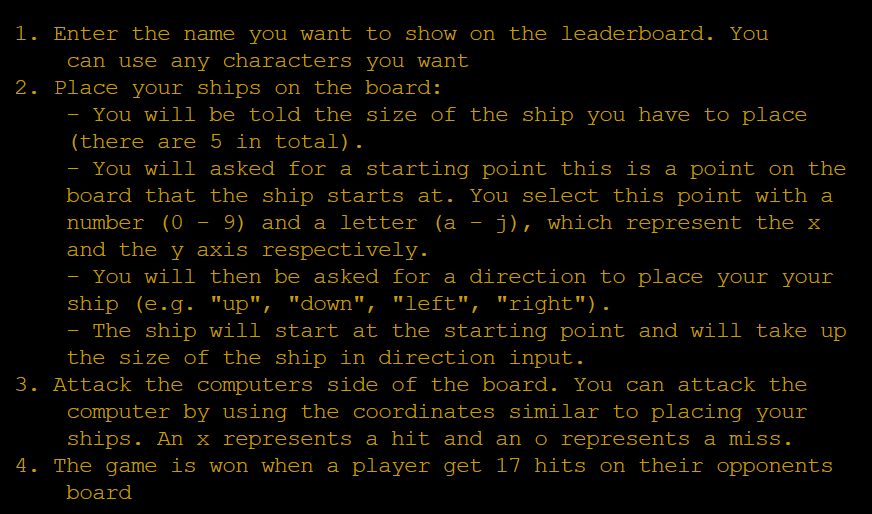 1. Enter the name you want to show on the leaderboard. You
can use any characters you want
2. Place your ships on the board:
- You will be told the size of the ship you have to place
(there are 5 in total).
- You will asked for a starting point this is a point on the
board that the ship starts at. You select this point with a
number (0 - 9) and a letter (a - j), which represent the x
and the y axis respectively.
- You will then be asked for a direction to place your your
ship (e.g. "up", "down", "left", "right").
- The ship will start at the starting point and will take up
the size of the ship in direction input.
3. Attack the computers side of the board. You can attack the
computer by using the coordinates similar to placing your
ships. An x represents a hit and an o represents a miss.
4. The game is won when a player get 17 hits on their opponents
board